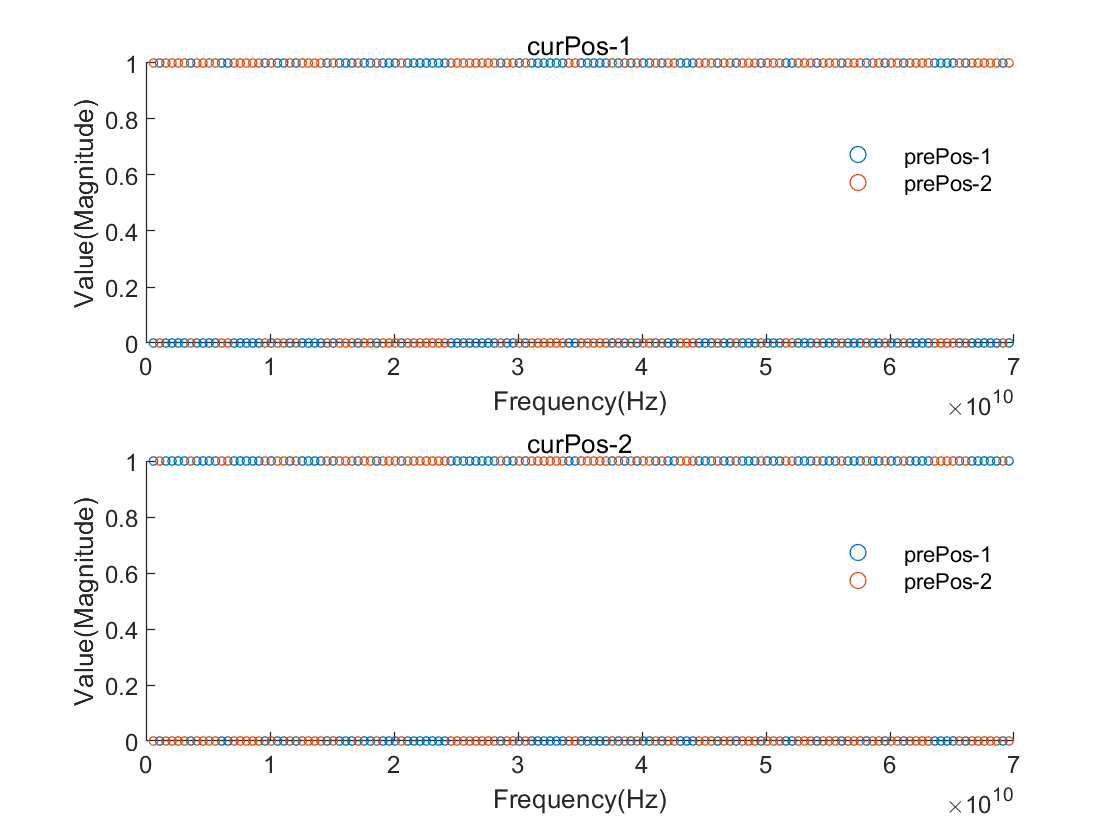 curPos-1
1
0.8
0.6
0.4
0.2
0
Value(Magnitude)
prePos-1
prePos-2
0 1 2 3 4 5 6 7
Frequency(Hz)
×10^10
curPos-2
1
0.8
0.6
0.4
0.2
0
Value(Magnitude)
prePos-1
prePos-2
0 1 2 3 4 5 6 7
Frequency(Hz)
×10^10